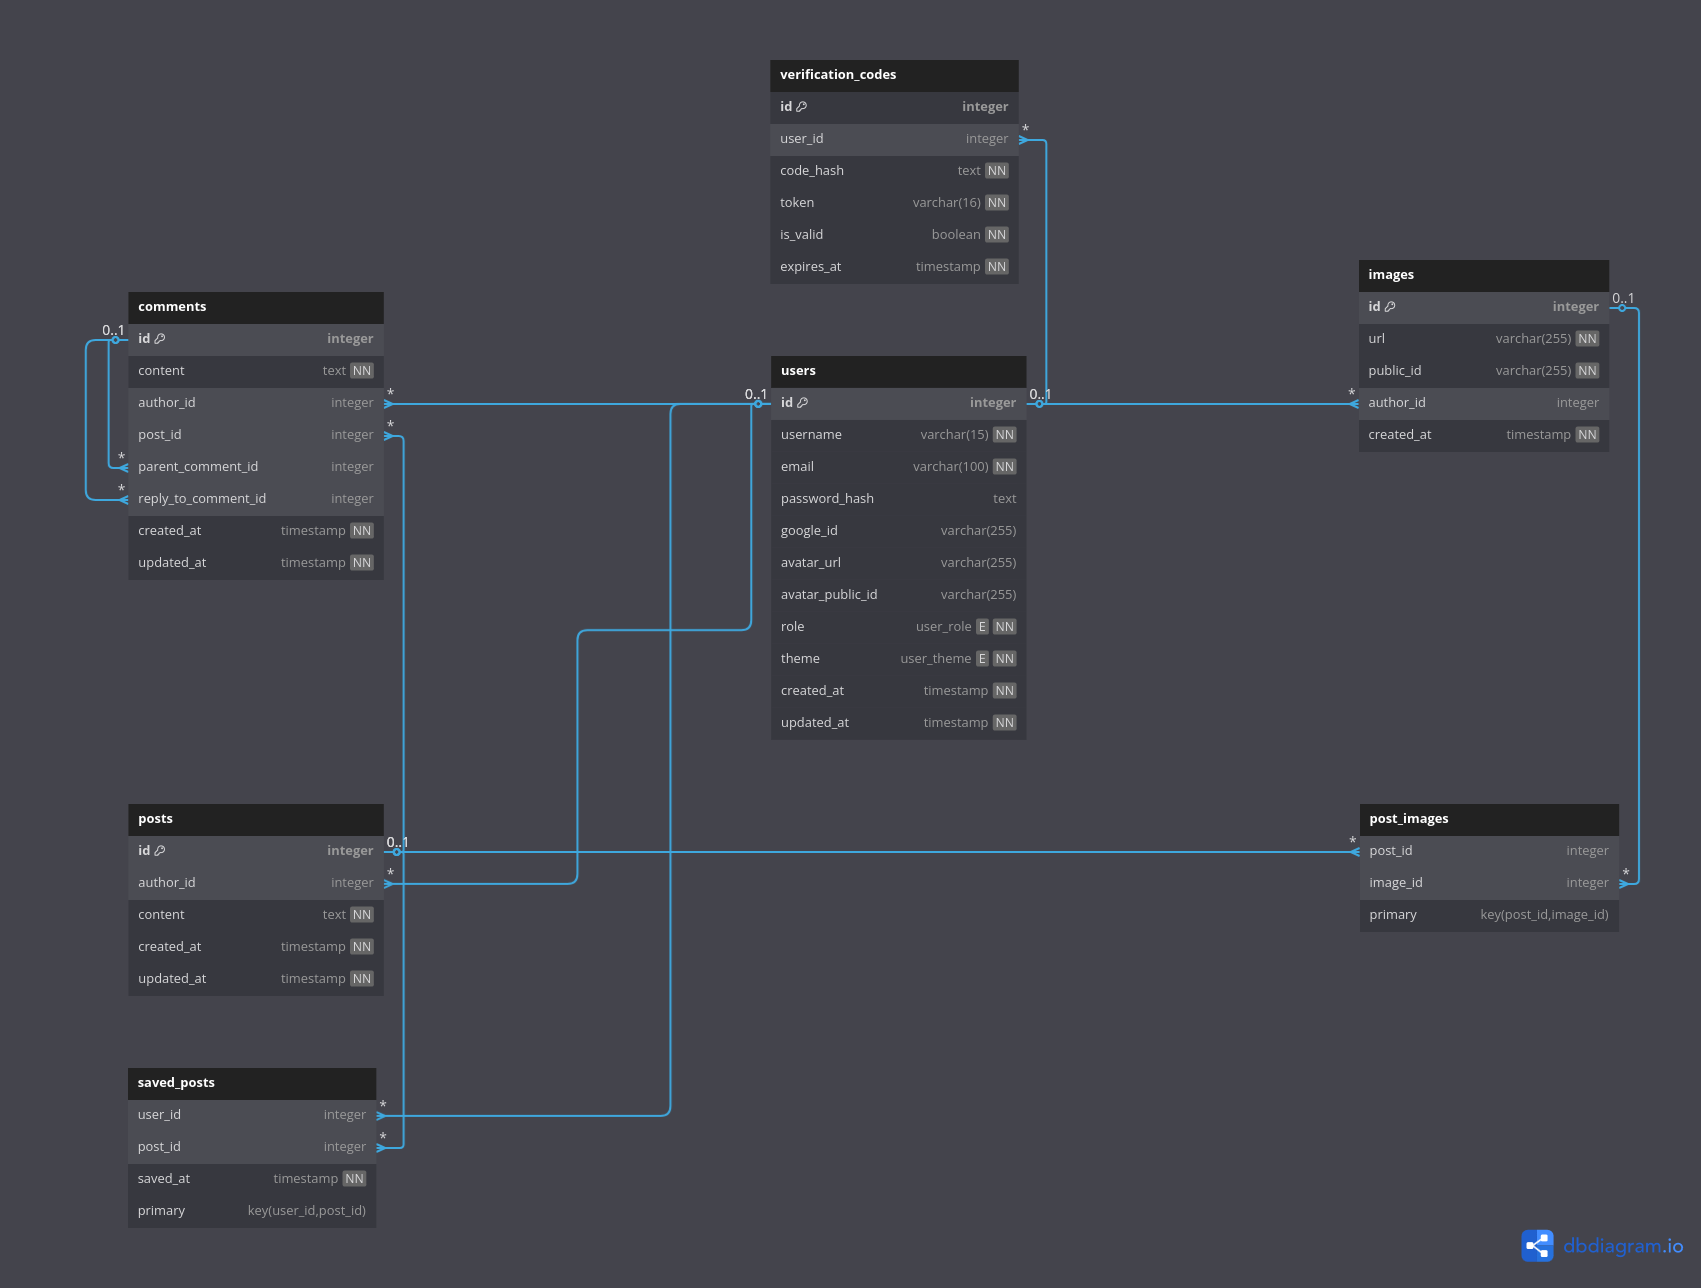 verification_codes
id integer
*
user_id integer
code_hash text NN
token varchar(16) NN
is_valid boolean NN
expires_at timestamp NN
comments
0..1
id integer
content text NN
*
author_id integer
*
post_id integer
*
parent_comment_id integer
*
reply_to_comment_id integer
created_at timestamp NN
updated_at timestamp NN
users
0..1 0..1
id integer
username varchar(15) NN
email varchar(100) NN
password_hash text
google_id varchar(255)
avatar_url varchar(255)
avatar_public_id varchar(255)
role user_role E NN
theme user_theme E NN
created_at timestamp NN
updated_at timestamp NN
images
0..1
id integer
url varchar(255) NN
public_id varchar(255) NN
*
author_id integer
created_at timestamp NN
posts
0..1
id integer
*
author_id integer
content text NN
created_at timestamp NN
updated_at timestamp NN
post_images
*
post_id integer
*
image_id integer
primary key(post_id,image_id)
saved_posts
*
user_id integer
*
post_id integer
saved_at timestamp NN
primary key(user_id,post_id)
dbdiagram.io